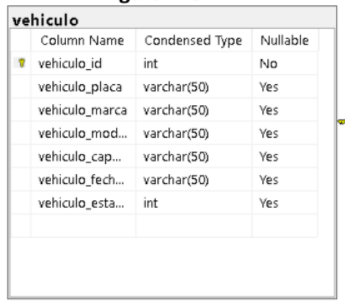 vehiculo
Column Name Condensed Type Nullable
vehiculo_id int No
vehiculo_placa varchar(50) Yes
vehiculo_marca varchar(50) Yes
vehiculo_mod... varchar(50) Yes
vehiculo_cap... varchar(50) Yes
vehiculo_fech... varchar(50) Yes
vehiculo_esta... int Yes